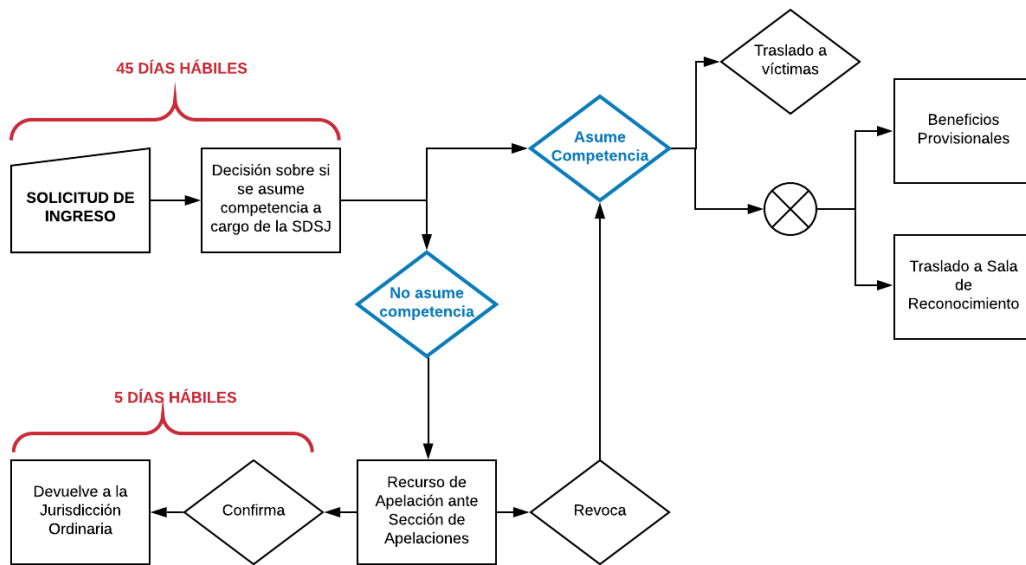 45 DÍAS HÁBILES
SOLICITUD DE
INGRESO
Decisión sobre si
se asume
competencia a
cargo de la SDSJ
Asume
Competencia
Traslado a
víctimas
Beneficios
Provisionales
Traslado a Sala
de
Reconocimiento
No asume
competencia
5 DÍAS HÁBILES
Devuelve a la
Jurisdicción
Ordinaria
Confirma
Recurso de
Apelación ante
Sección de
Apelaciones
Revoca